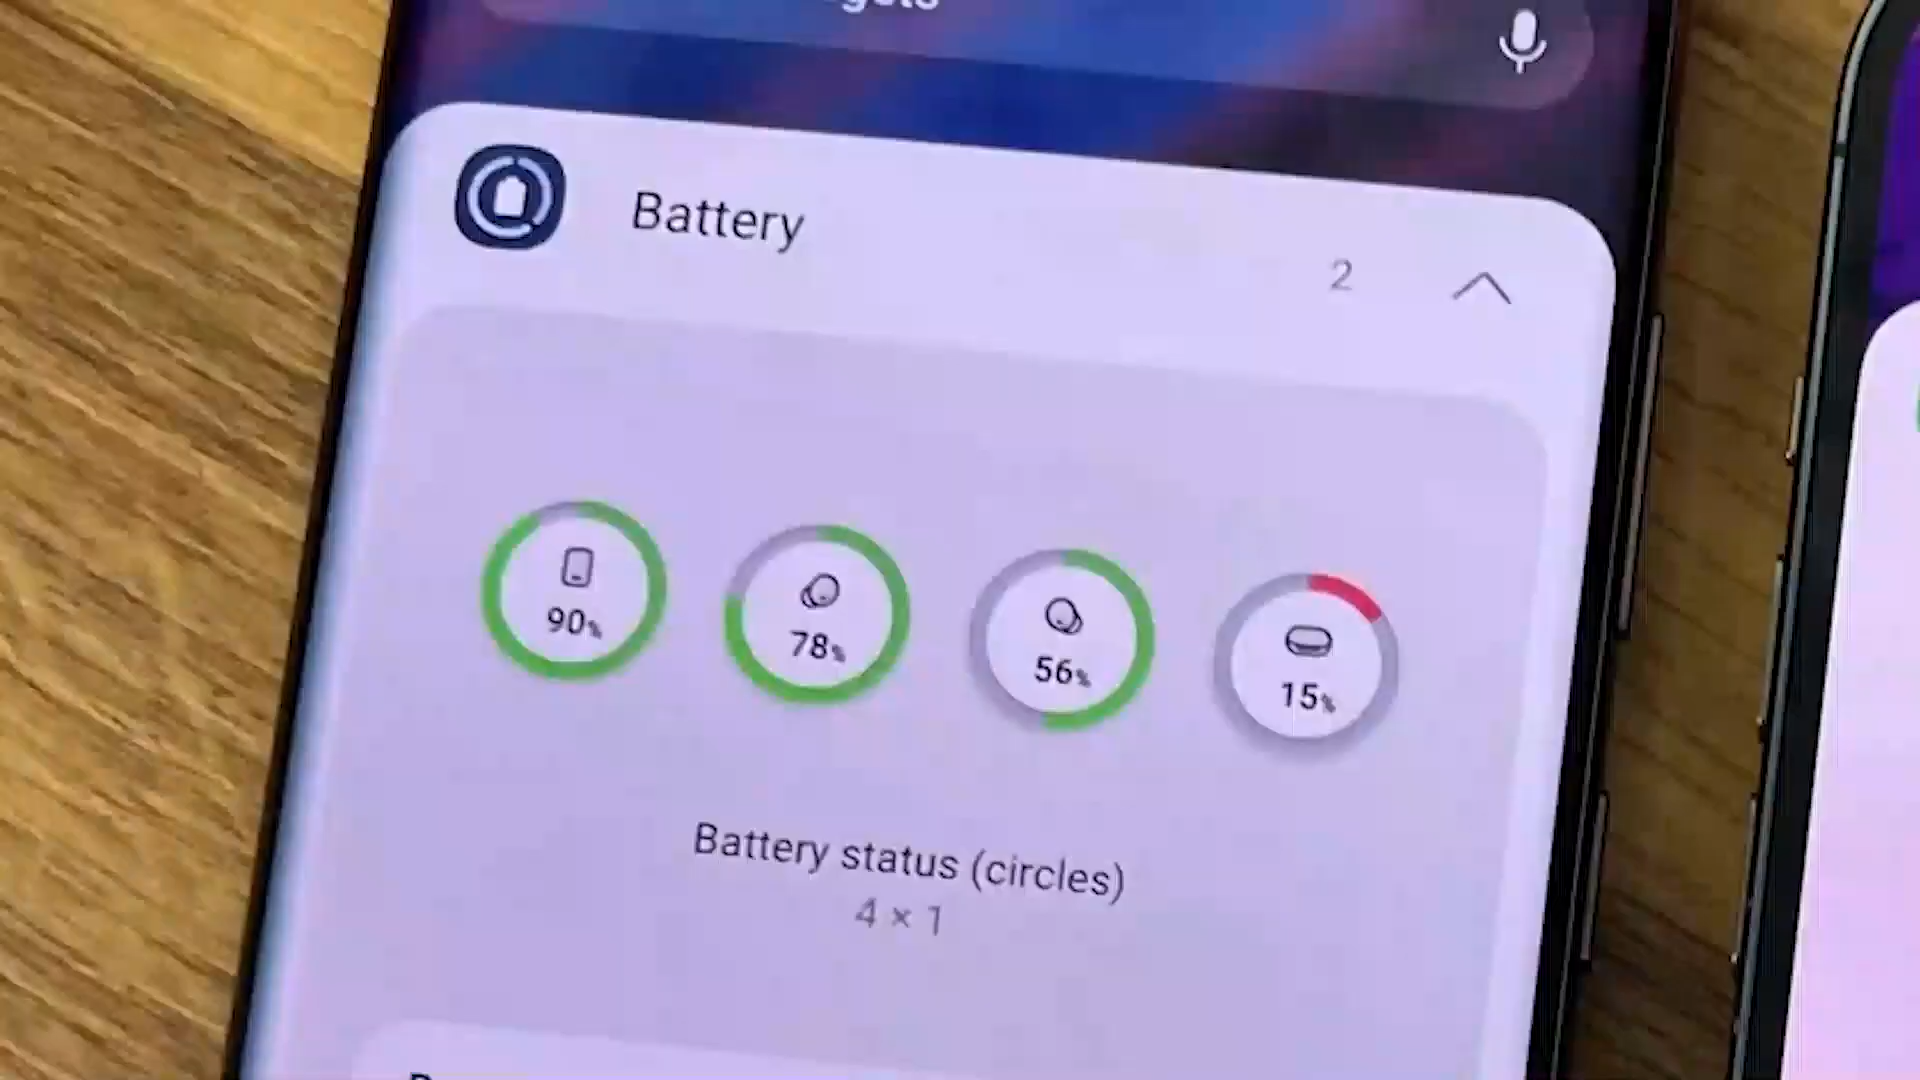 Battery
2
90%
78%
56%
15%
Battery status (circles)
4 × 1